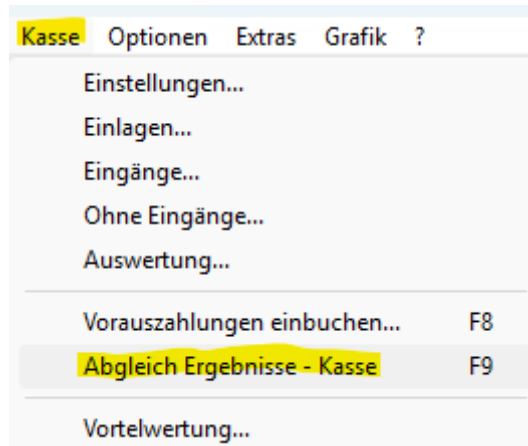 Kasse Optionen Extras Grafik ?
Einstellungen...
Einlagen...
Eingänge...
Ohne Eingänge...
Auswertung...
Vorauszahlungen einbuchen... F8
Abgleich Ergebnisse - Kasse F9
Vortelwertung...